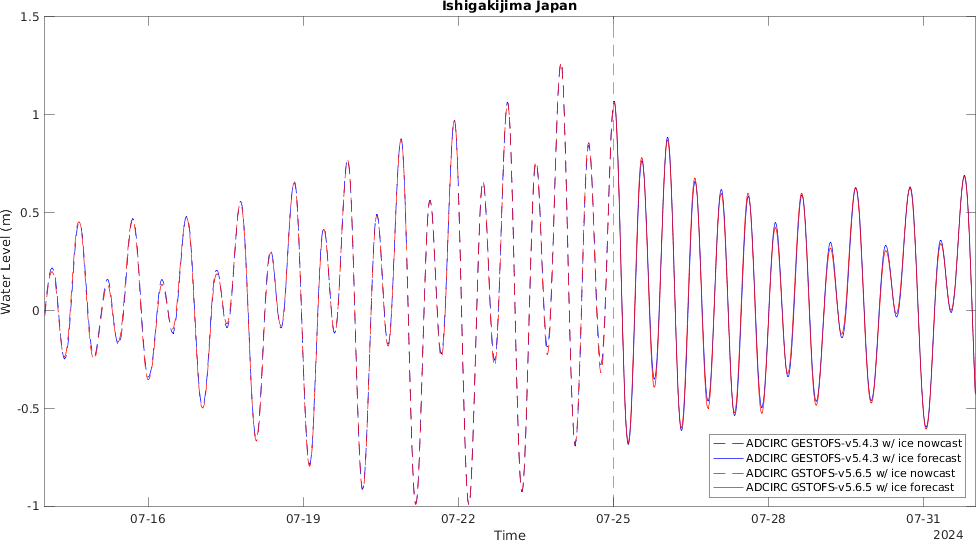 Ishigakijima Japan
1.5
1
0.5
0
-0.5
-1
Water Level (m)
07-16
07-19
07-22
07-25
07-28
07-31
2024
Time
ADCIRC GESTOFS-v5.4.3 w/ ice nowcast
ADCIRC GESTOFS-v5.4.3 w/ ice forecast
ADCIRC GSTOFS-v5.6.5 w/ ice nowcast
ADCIRC GSTOFS-v5.6.5 w/ ice forecast